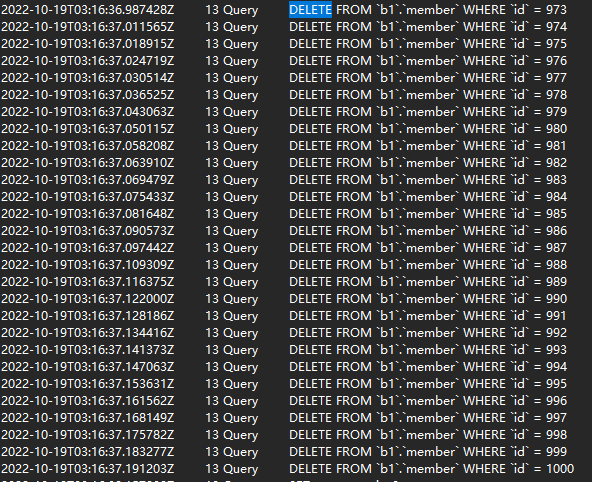 2022-10-19T03:16:36.987428Z 13 Query DELETE FROM `b1`.`member` WHERE `id` = 973
2022-10-19T03:16:37.011565Z 13 Query DELETE FROM `b1`.`member` WHERE `id` = 974
2022-10-19T03:16:37.018915Z 13 Query DELETE FROM `b1`.`member` WHERE `id` = 975
2022-10-19T03:16:37.024719Z 13 Query DELETE FROM `b1`.`member` WHERE `id` = 976
2022-10-19T03:16:37.030514Z 13 Query DELETE FROM `b1`.`member` WHERE `id` = 977
2022-10-19T03:16:37.036525Z 13 Query DELETE FROM `b1`.`member` WHERE `id` = 978
2022-10-19T03:16:37.043063Z 13 Query DELETE FROM `b1`.`member` WHERE `id` = 979
2022-10-19T03:16:37.050115Z 13 Query DELETE FROM `b1`.`member` WHERE `id` = 980
2022-10-19T03:16:37.058208Z 13 Query DELETE FROM `b1`.`member` WHERE `id` = 981
2022-10-19T03:16:37.063910Z 13 Query DELETE FROM `b1`.`member` WHERE `id` = 982
2022-10-19T03:16:37.069479Z 13 Query DELETE FROM `b1`.`member` WHERE `id` = 983
2022-10-19T03:16:37.075433Z 13 Query DELETE FROM `b1`.`member` WHERE `id` = 984
2022-10-19T03:16:37.081648Z 13 Query DELETE FROM `b1`.`member` WHERE `id` = 985
2022-10-19T03:16:37.090573Z 13 Query DELETE FROM `b1`.`member` WHERE `id` = 986
2022-10-19T03:16:37.097442Z 13 Query DELETE FROM `b1`.`member` WHERE `id` = 987
2022-10-19T03:16:37.109309Z 13 Query DELETE FROM `b1`.`member` WHERE `id` = 988
2022-10-19T03:16:37.116375Z 13 Query DELETE FROM `b1`.`member` WHERE `id` = 989
2022-10-19T03:16:37.122000Z 13 Query DELETE FROM `b1`.`member` WHERE `id` = 990
2022-10-19T03:16:37.128186Z 13 Query DELETE FROM `b1`.`member` WHERE `id` = 991
2022-10-19T03:16:37.134416Z 13 Query DELETE FROM `b1`.`member` WHERE `id` = 992
2022-10-19T03:16:37.141373Z 13 Query DELETE FROM `b1`.`member` WHERE `id` = 993
2022-10-19T03:16:37.147063Z 13 Query DELETE FROM `b1`.`member` WHERE `id` = 994
2022-10-19T03:16:37.153631Z 13 Query DELETE FROM `b1`.`member` WHERE `id` = 995
2022-10-19T03:16:37.161562Z 13 Query DELETE FROM `b1`.`member` WHERE `id` = 996
2022-10-19T03:16:37.168149Z 13 Query DELETE FROM `b1`.`member` WHERE `id` = 997
2022-10-19T03:16:37.175782Z 13 Query DELETE FROM `b1`.`member` WHERE `id` = 998
2022-10-19T03:16:37.183277Z 13 Query DELETE FROM `b1`.`member` WHERE `id` = 999
2022-10-19T03:16:37.191203Z 13 Query DELETE FROM `b1`.`member` WHERE `id` = 1000